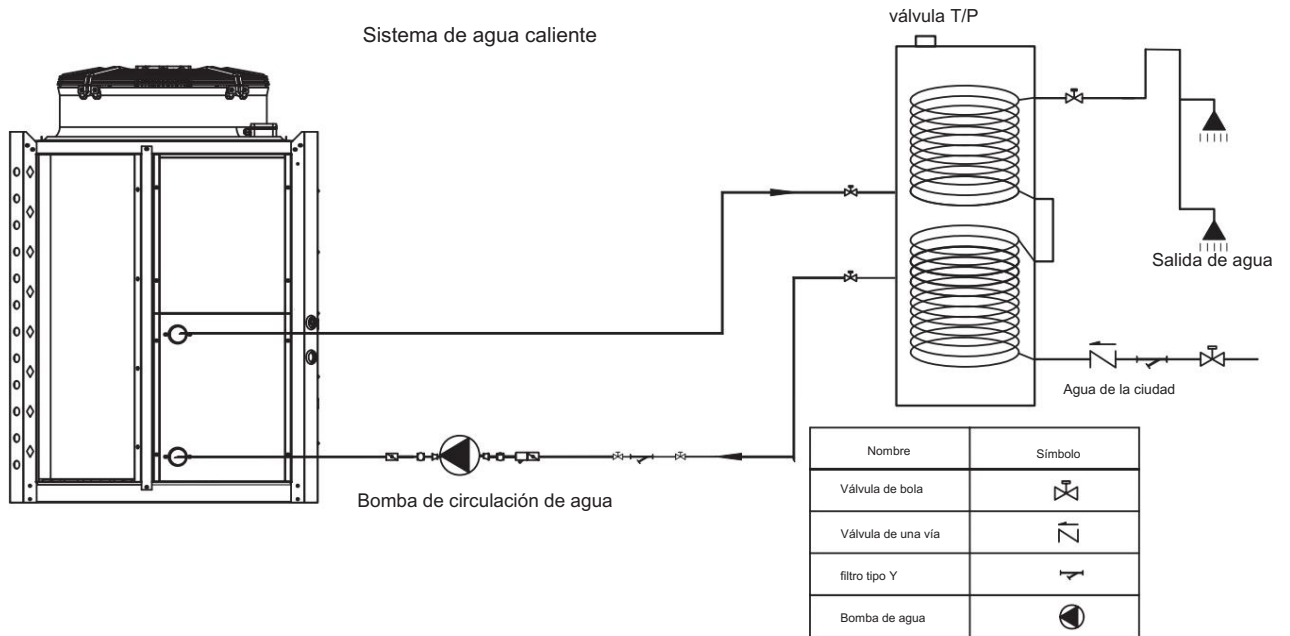 válvula T/P
Sistema de agua caliente
Salida de agua
Agua de la ciudad
Bomba de circulación de agua
Nombre Símbolo
Válvula de bola
Válvula de una vía
filtro tipo Y
Bomba de agua